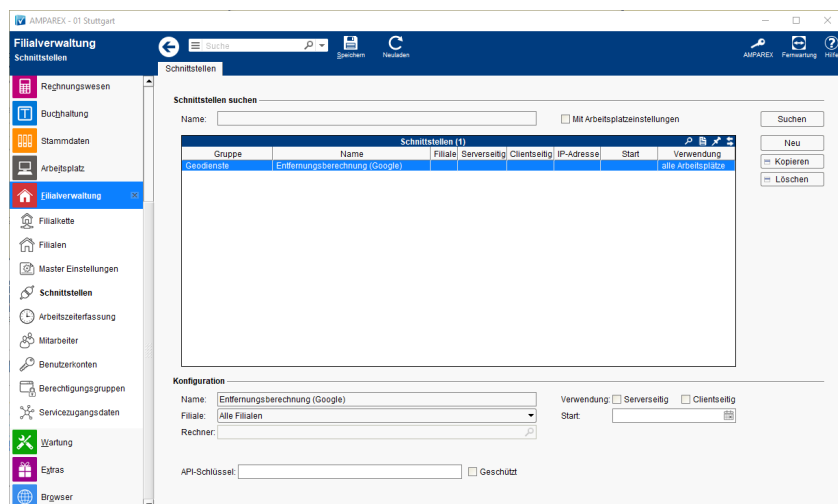 AMPAREX - 01 Stuttgart
Filialverwaltung
Schnittstellen
Suche
Speichern
Neuladen
AMPAREX
Fernwartung
Hilfe
Schnittstellen
Rechnungswesen
Buchhaltung
Stammdaten
Arbeitsplatz
Filialverwaltung
Filialkette
Filialen
Master Einstellungen
Schnittstellen
Arbeitszeiterfassung
Mitarbeiter
Benutzerkonten
Berechtigungsgruppen
Servicezugangsdaten
Wartung
Extras
Browser
Schnittstellen suchen
Name:
Mit Arbeitsplatzeinstellungen
Suchen
Neu
Kopieren
Löschen
Schnittstellen (1)
Gruppe Name Filiale Serverseitig Clientseitig IP-Adresse Start Verwendung
Geodienste Entfernungsberechnung (Google) alle Arbeitsplätze
Konfiguration
Name: Entfernungsberechnung (Google) Verwendung: Serverseitig Clientseitig
Filiale: Alle Filialen Start:
Rechner:
API-Schlüssel: Geschützt